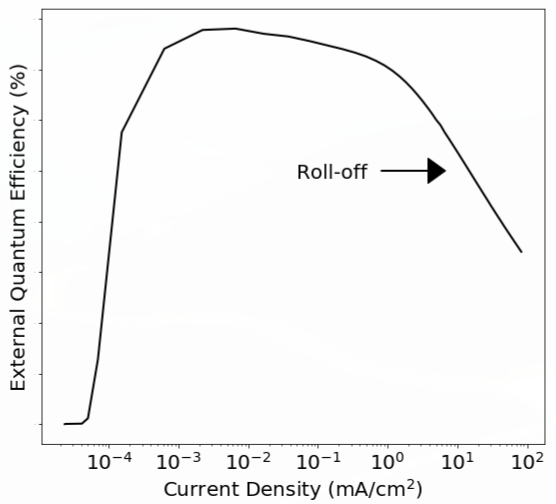 External Quantum Efficiency (%)
Roll-off
10⁻⁴ 10⁻³ 10⁻² 10⁻¹ 10⁰ 10¹ 10²
Current Density (mA/cm²)